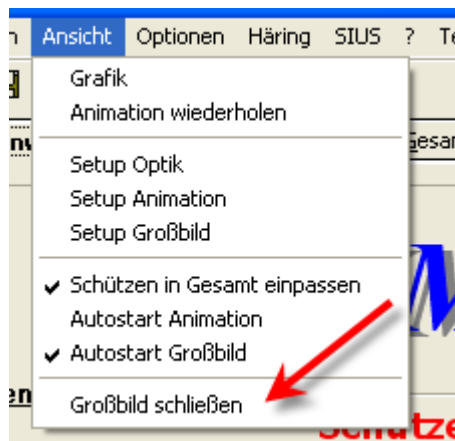 Ansicht Optionen Häring SIUS ?
Grafik
Animation wiederholen
Setup Optik
Setup Animation
Setup Großbild
Schützen in Gesamt einpassen
Autostart Animation
Autostart Großbild
Großbild schließen